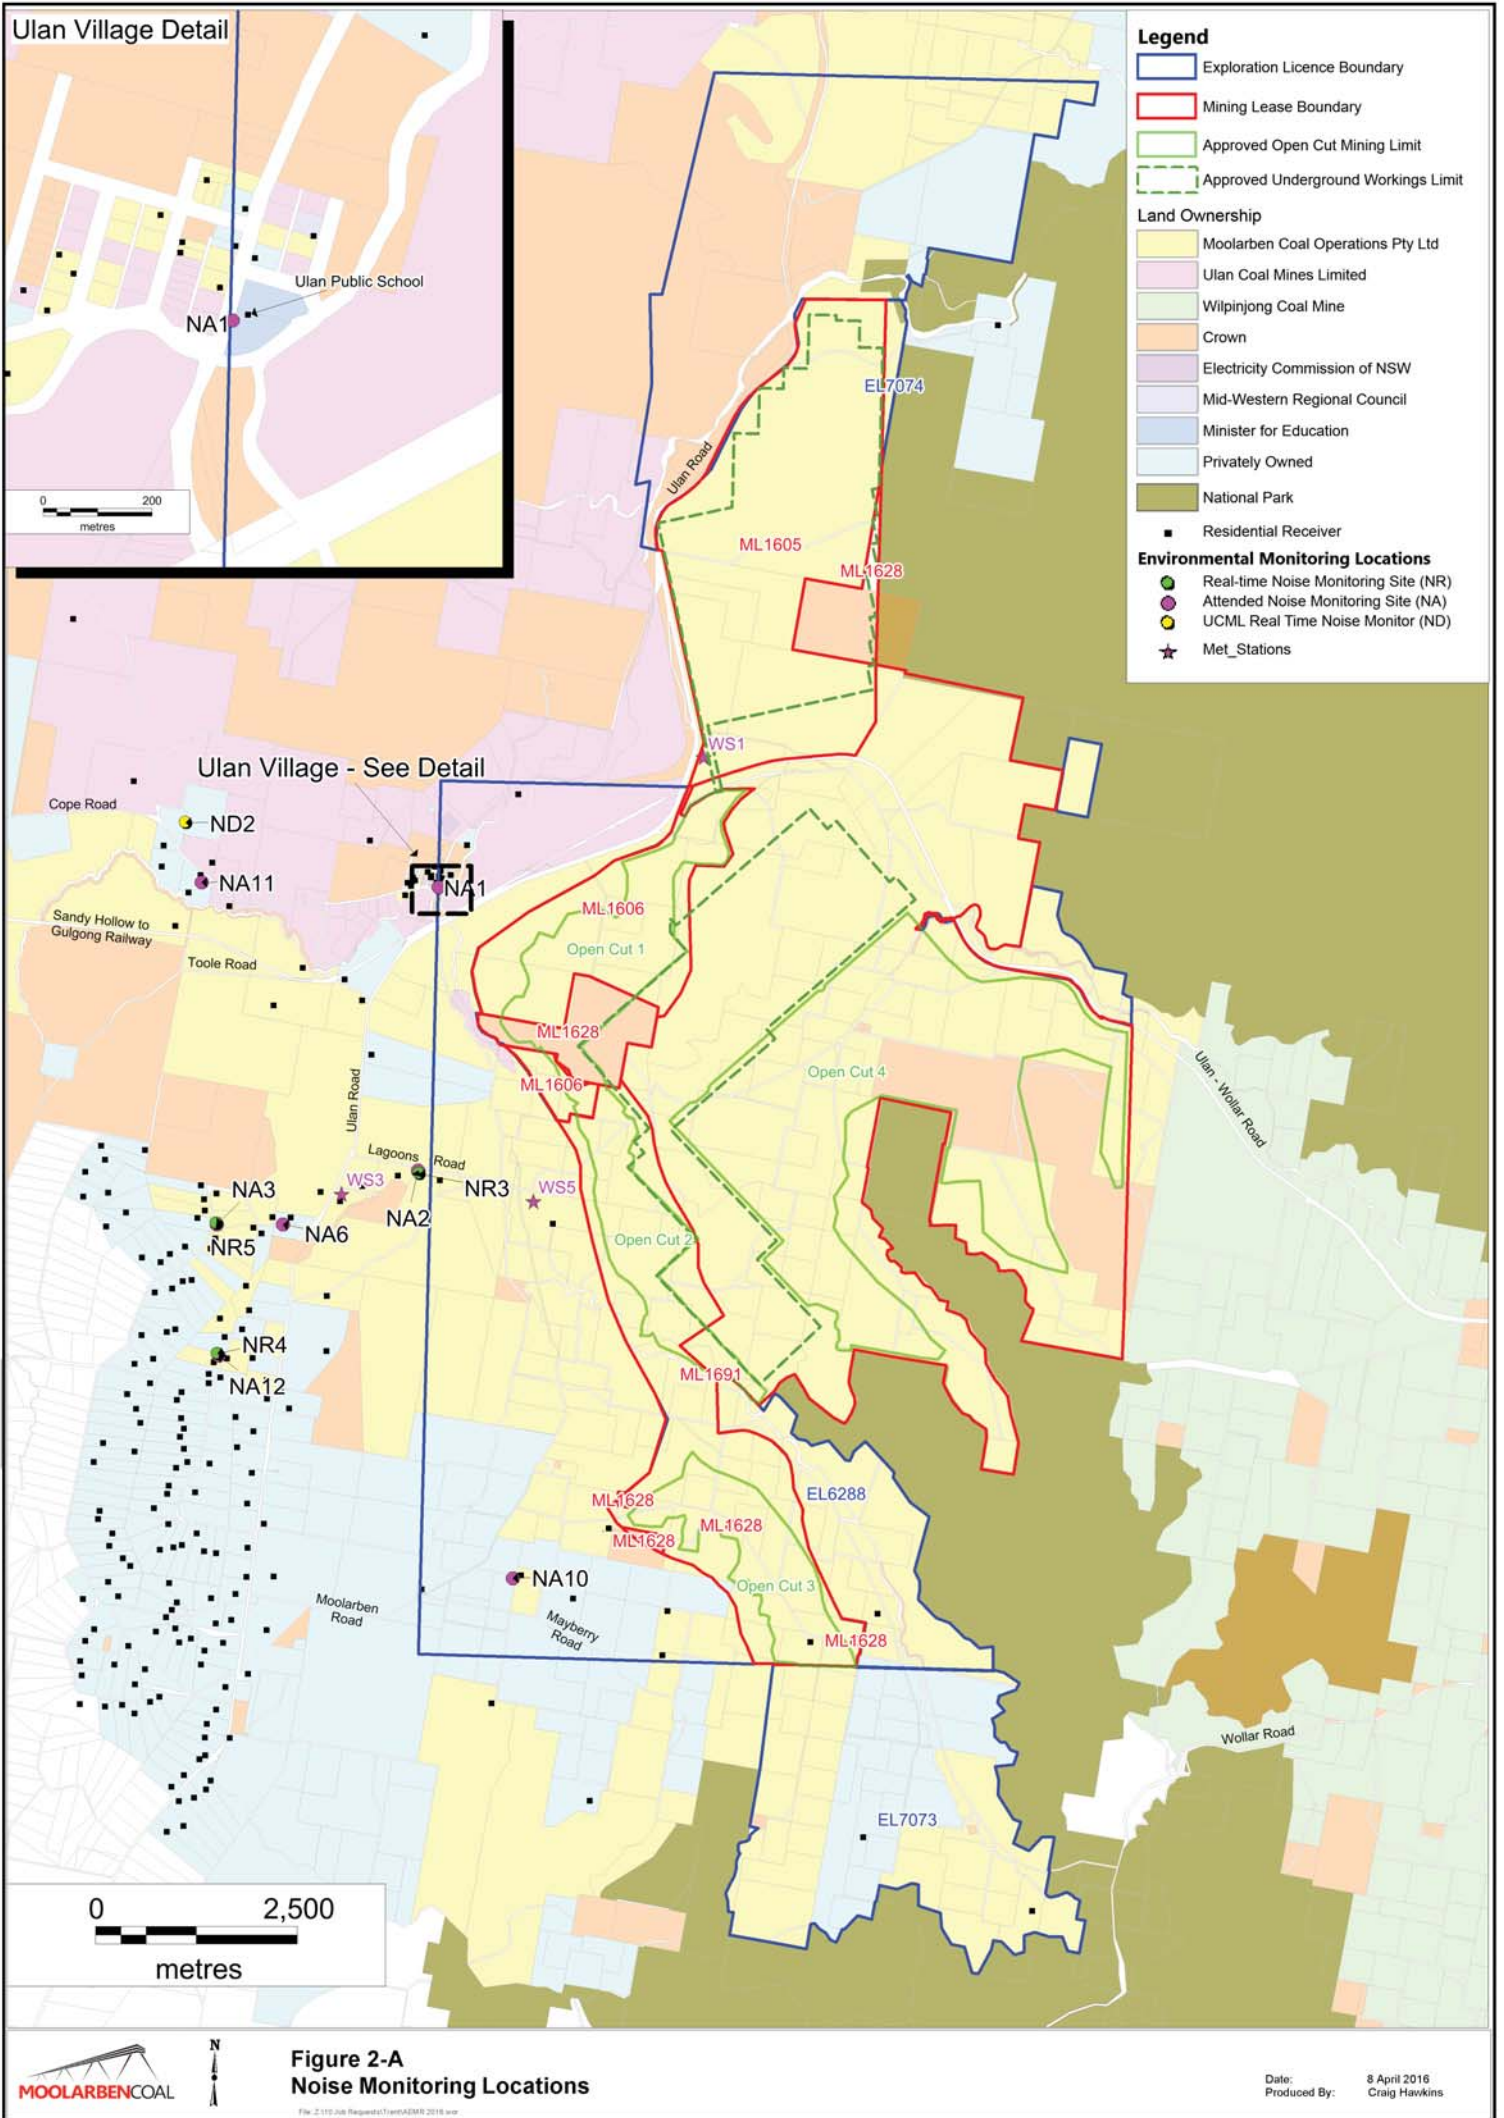 Ulan Village Detail
Ulan Public School
NA1
0 200
metres
Legend
Exploration Licence Boundary
Mining Lease Boundary
Approved Open Cut Mining Limit
Approved Underground Workings Limit
Land Ownership
Moolarben Coal Operations Pty Ltd
Ulan Coal Mines Limited
Wilpinjong Coal Mine
Crown
Electricity Commission of NSW
Mid-Western Regional Council
Minister for Education
Privately Owned
National Park
Residential Receiver
Environmental Monitoring Locations
Real-time Noise Monitoring Site (NR)
Attended Noise Monitoring Site (NA)
UCML Real Time Noise Monitor (ND)
Met_Stations
EL7074
Ulan Road
ML1605
ML1628
WS1
Ulan Village - See Detail
Cope Road
ND2
NA11
NA1
ML1606
Sandy Hollow to
Gulgong Railway
Open Cut 1
Toole Road
ML1628
Open Cut 4
ML1606
Ulan - Wollar Road
Ulan Road
Lagoons Road
WS3
NR3
WS5
NA3
NA2
NA6
NR5
Open Cut 2
NR4
NA12
ML1691
EL6288
ML1628
ML1628
ML1628
NA10
Open Cut 3
Moolarben
Road
Mayberry
Road
ML1628
Wollar Road
EL7073
0 2,500
metres
MOOLARBENCOAL
N
Figure 2-A
Noise Monitoring Locations
Date: 8 April 2016
Produced By: Craig Hawkins